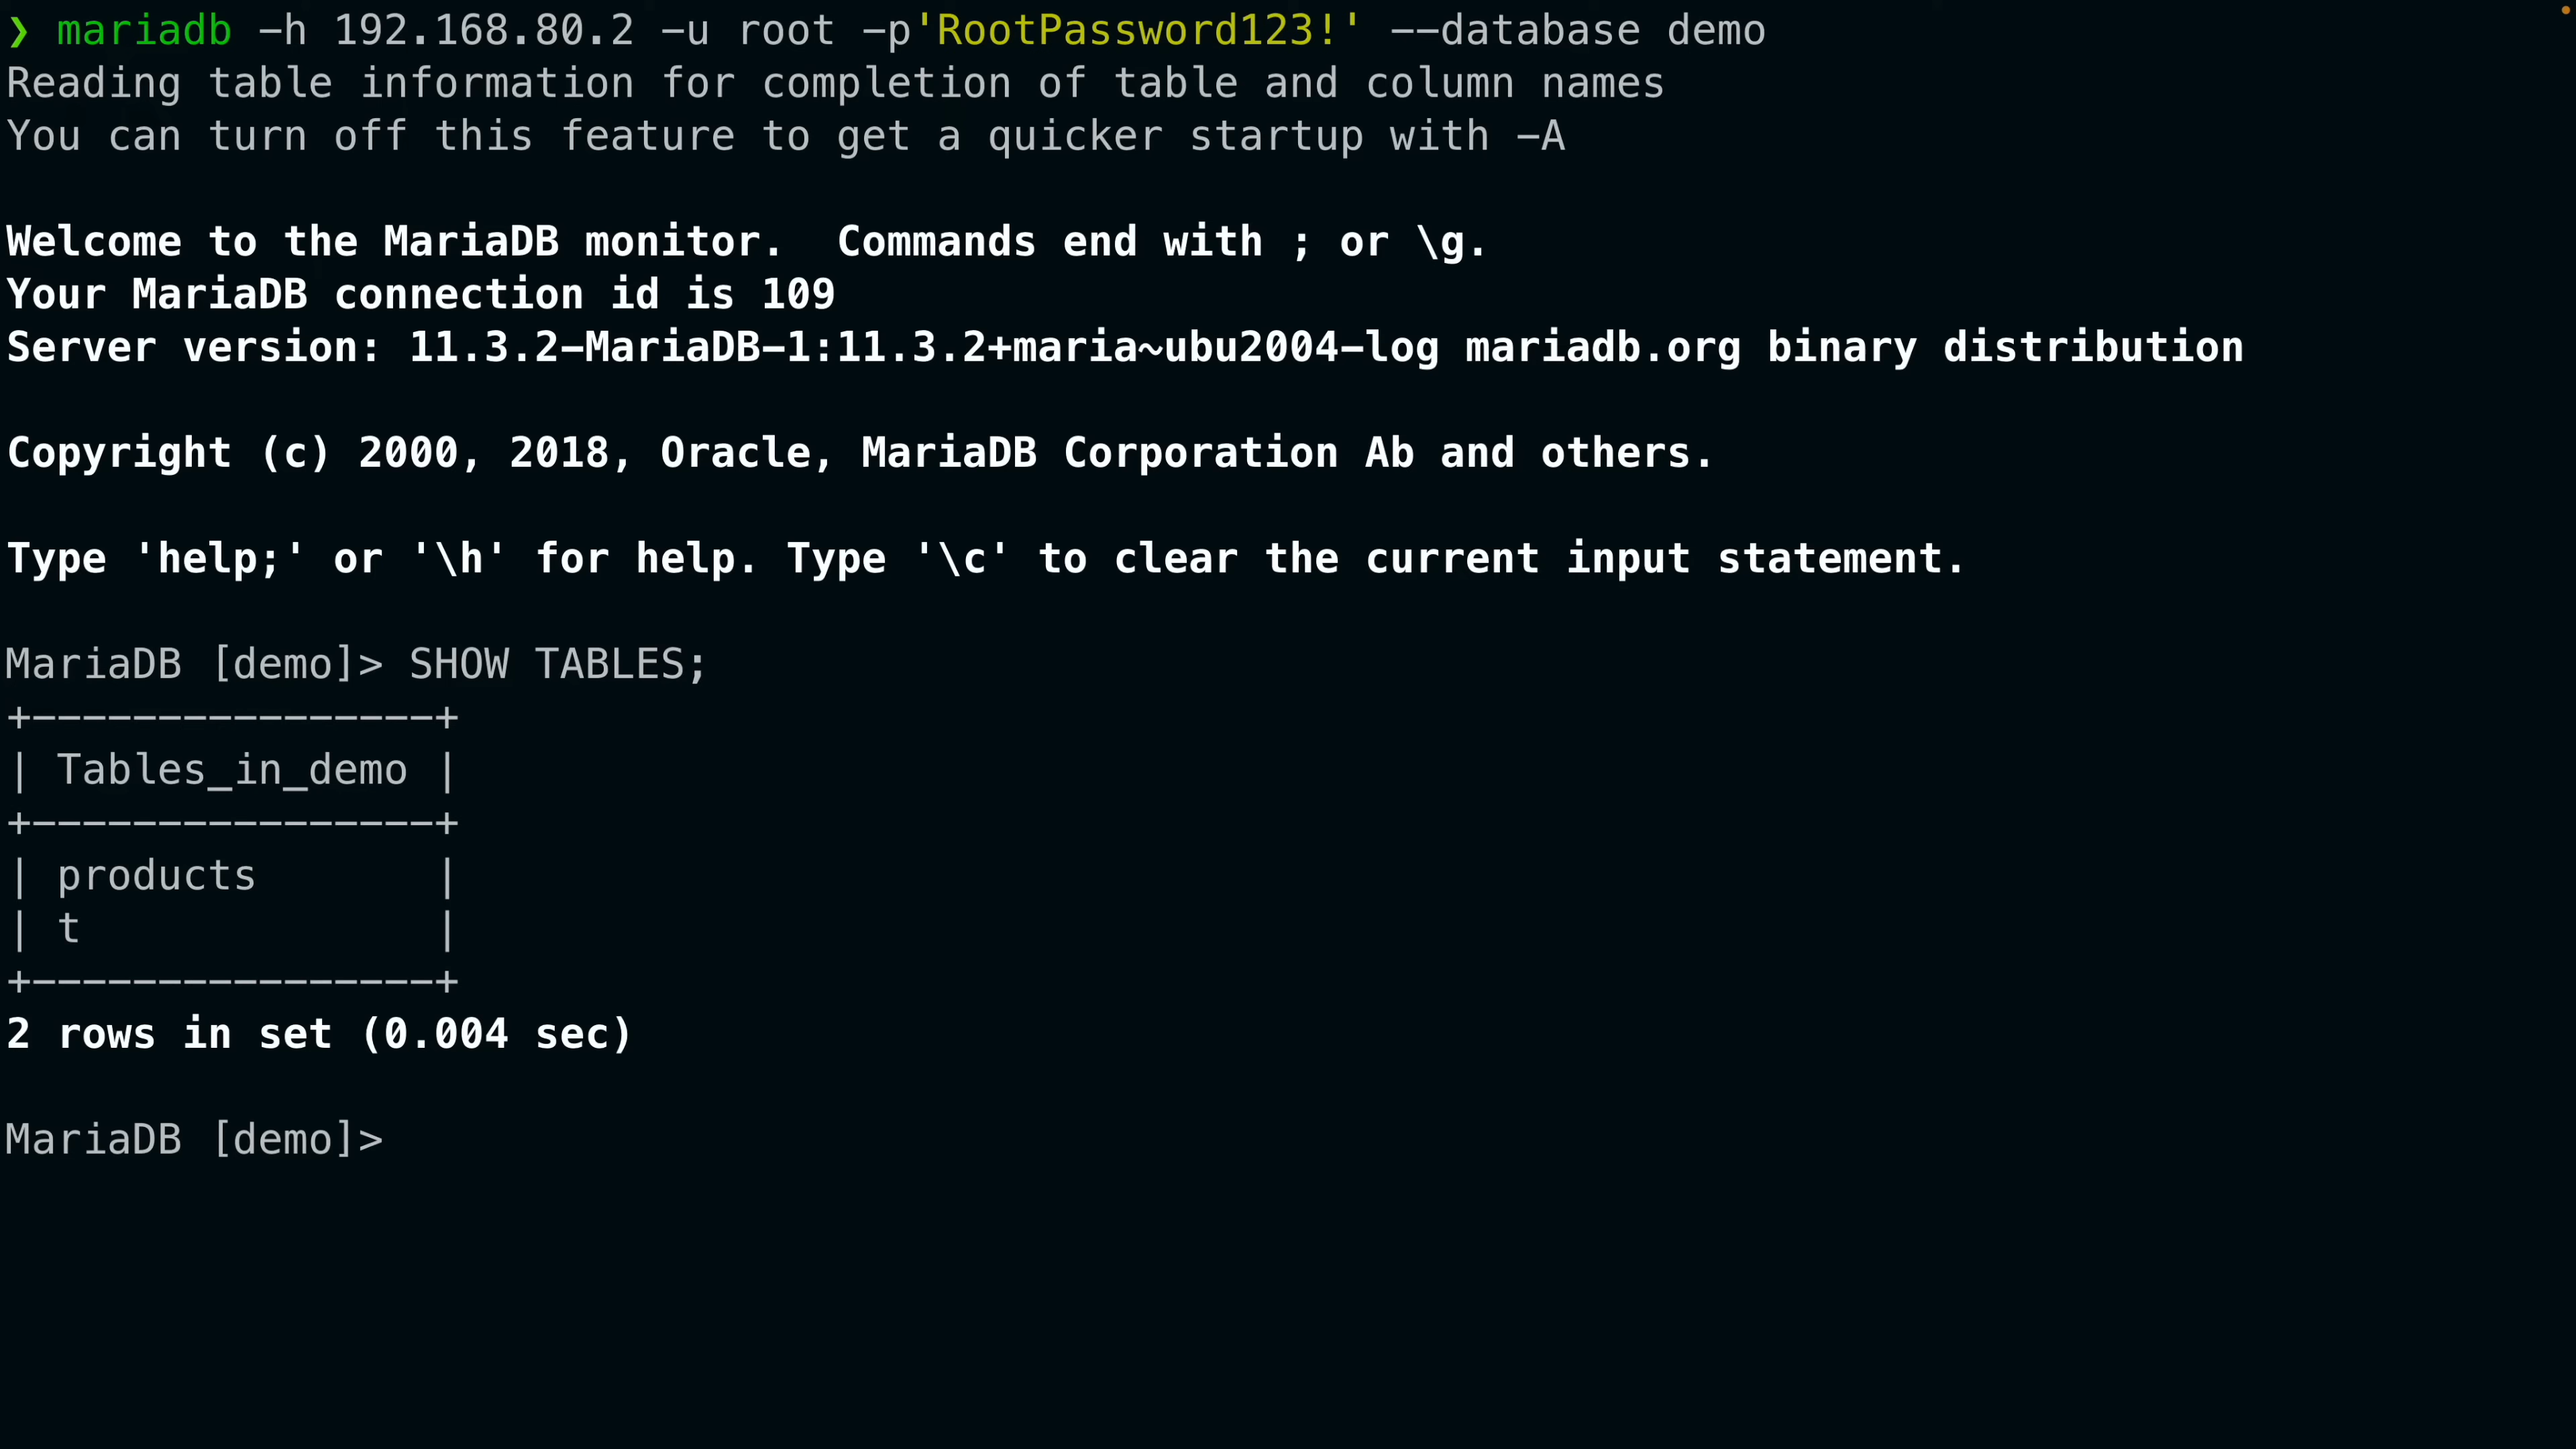 ❯ mariadb -h 192.168.80.2 -u root -p'RootPassword123!' --database demo
Reading table information for completion of table and column names
You can turn off this feature to get a quicker startup with -A
Welcome to the MariaDB monitor.  Commands end with ; or \g.
Your MariaDB connection id is 109
Server version: 11.3.2-MariaDB-1:11.3.2+maria~ubu2004-log mariadb.org binary distribution
Copyright (c) 2000, 2018, Oracle, MariaDB Corporation Ab and others.
Type 'help;' or '\h' for help. Type '\c' to clear the current input statement.
MariaDB [demo]> SHOW TABLES;
+----------------+
| Tables_in_demo |
+----------------+
| products       |
| t              |
+----------------+
2 rows in set (0.004 sec)
MariaDB [demo]>